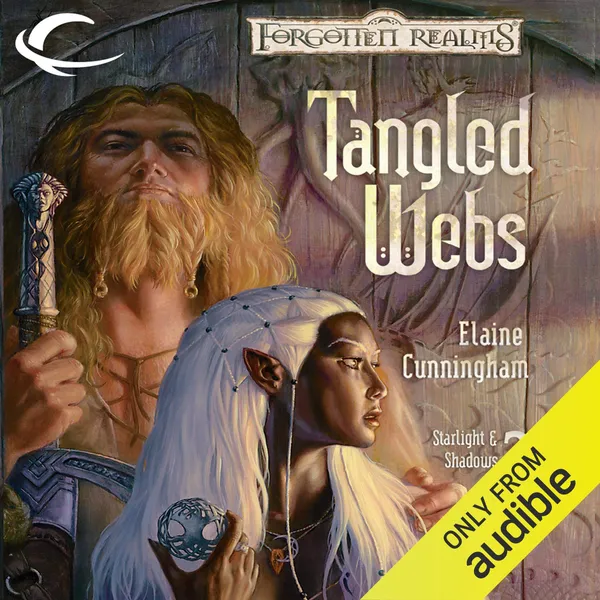 FORGOTTEN REALMS®
Tangled
Webs
Elaine
Cunningham
Starlight &
Shadows
ONLY FROM
audible